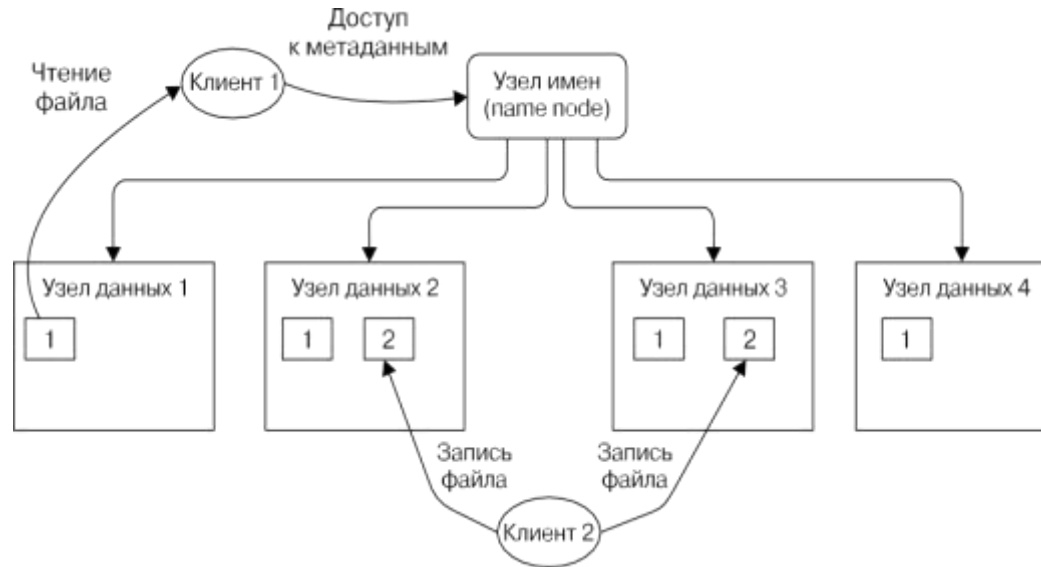 Доступ
к метаданным
Чтение
файла
Клиент 1
Узел имен
(name node)
Узел данных 1
1
Узел данных 2
1 2
Узел данных 3
1 2
Узел данных 4
1
Запись
файла
Запись
файла
Клиент 2